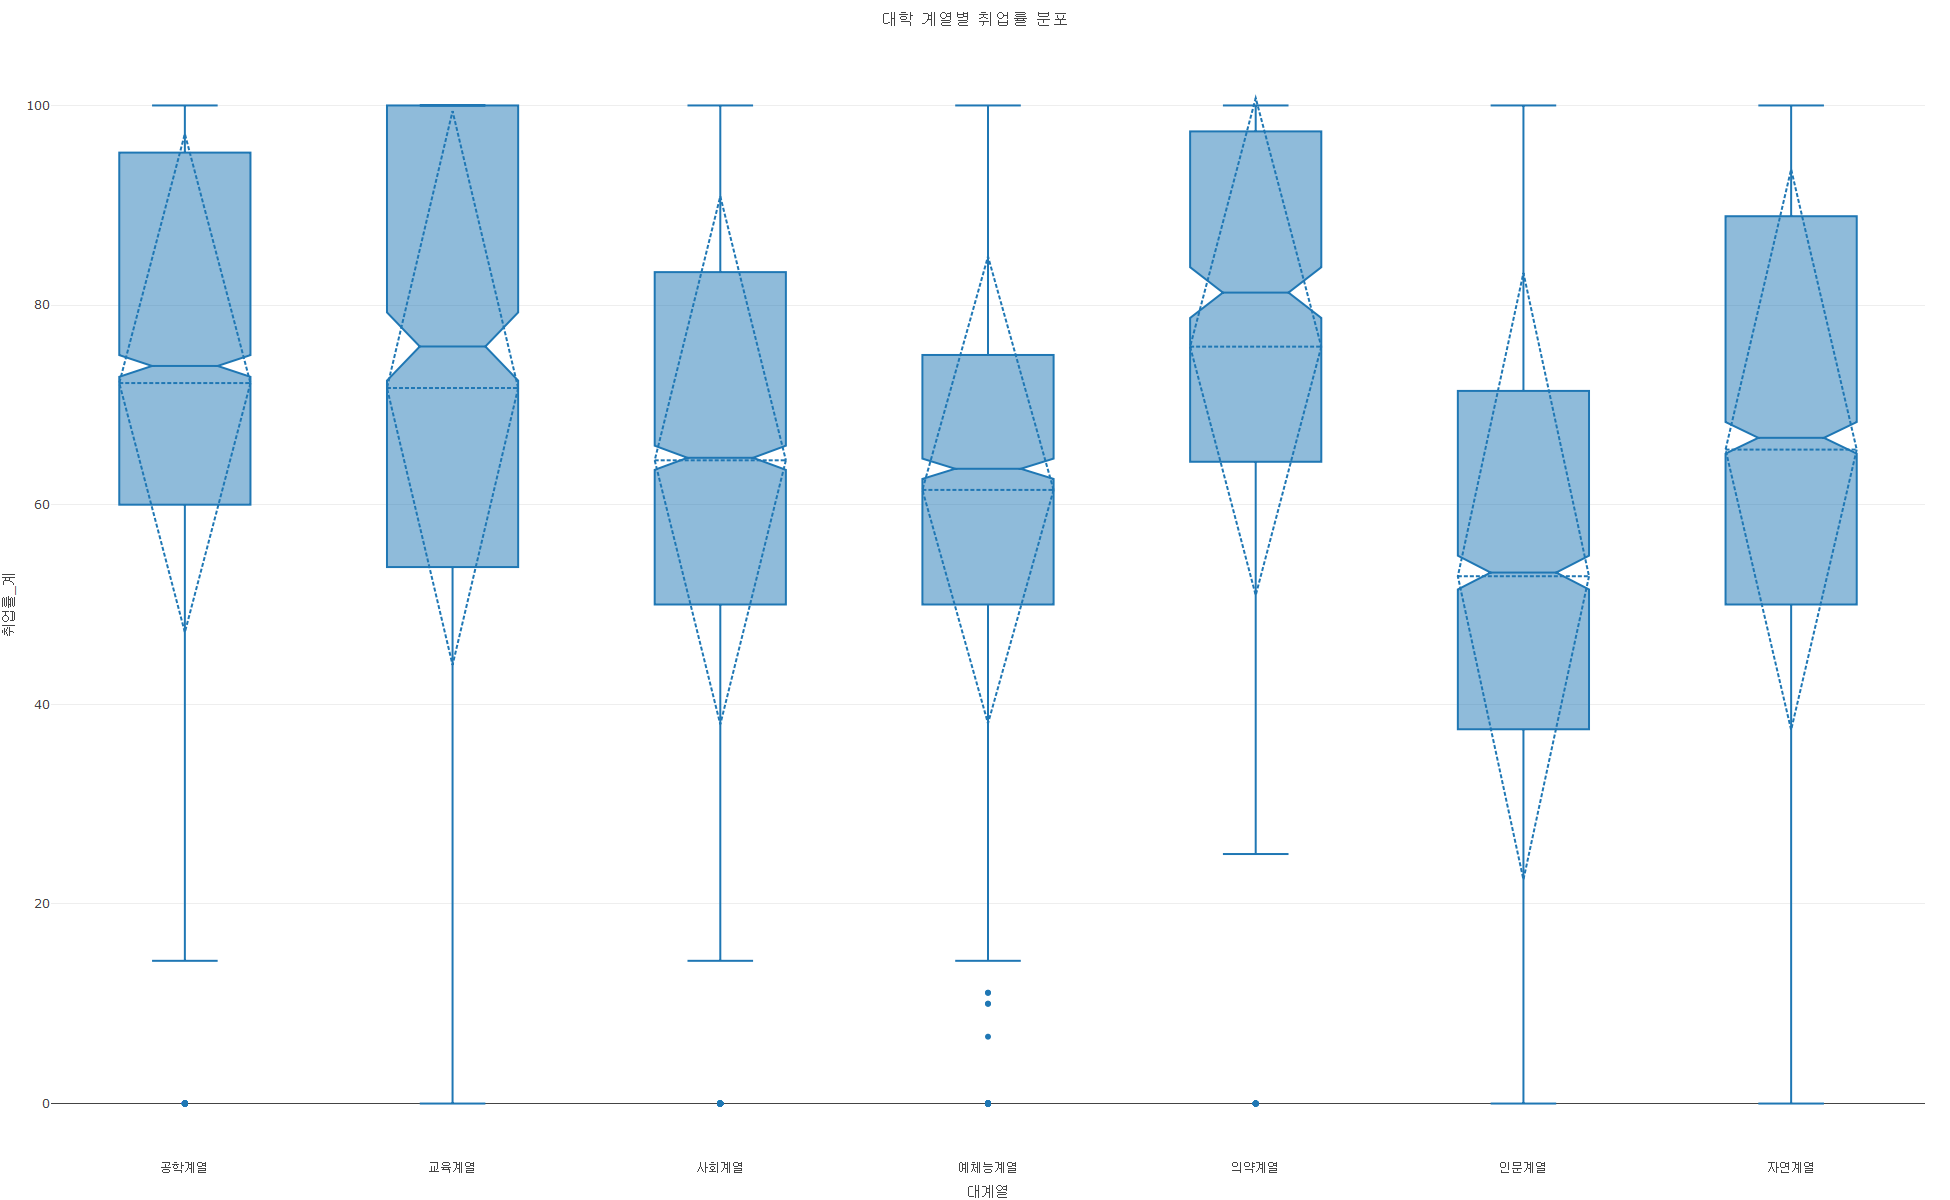 대학 계열별 취업률 분포
100
80
60
40
20
0
취업률_계
공학계열
교육계열
사회계열
예체능계열
의약계열
인문계열
자연계열
대계열